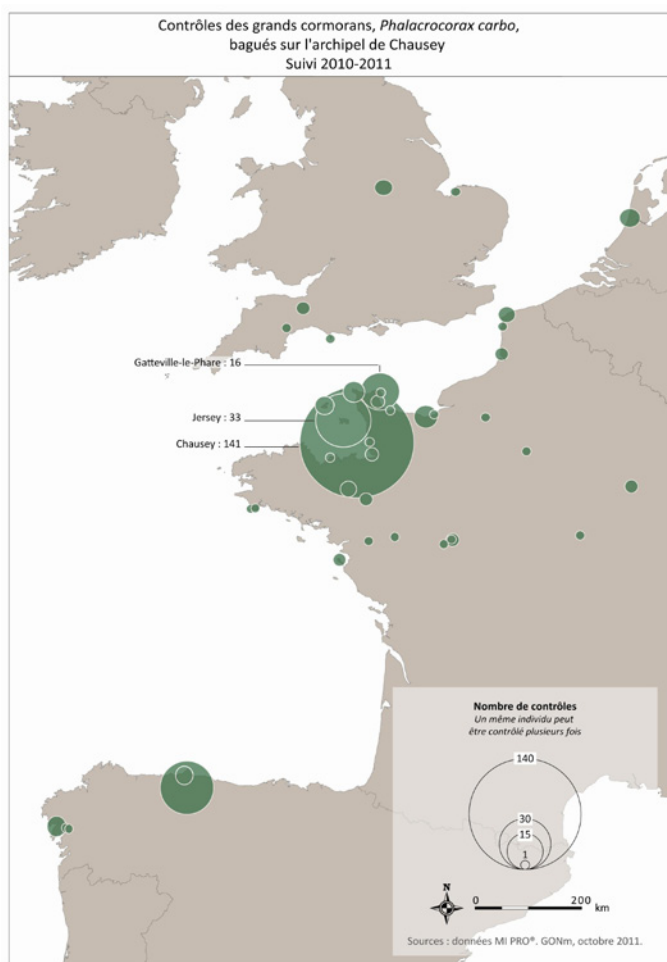 Contrôles des grands cormorans, Phalacrocorax carbo,
bagués sur l'archipel de Chausey
Suivi 2010-2011
Gatteville-le-Phare : 16
Jersey : 33
Chausey : 141
Nombre de contrôles
Un même individu peut
être contrôlé plusieurs fois
140
30
15
1
N
0 200
km
Sources : données MI PRO®. GONm, octobre 2011.